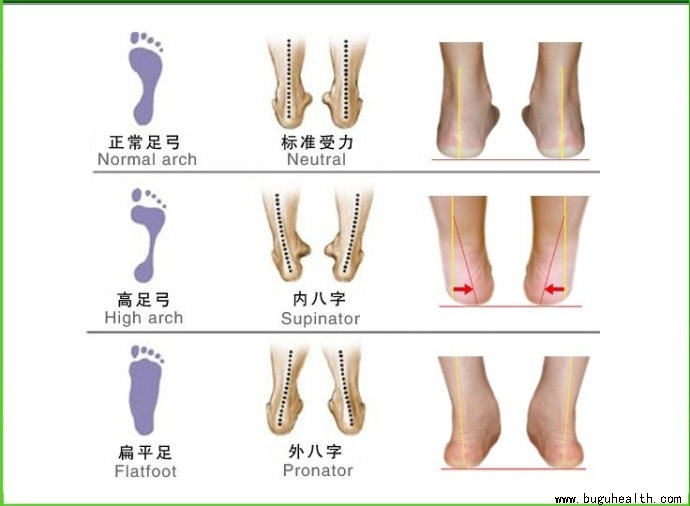 正常足弓
Normal arch
标准受力
Neutral
高足弓
High arch
内八字
Supinator
扁平足
Flatfoot
外八字
Pronator
www.buguhealth.com